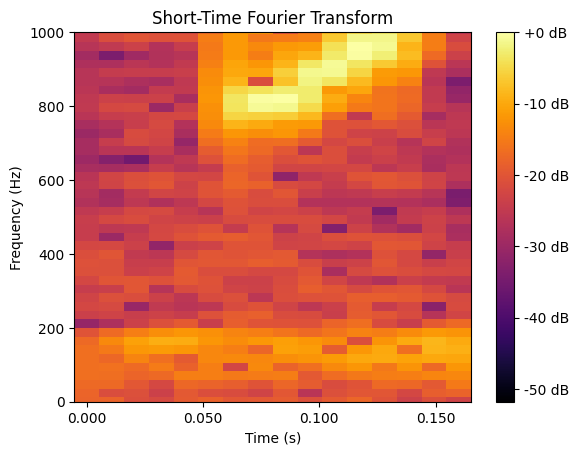 Short-Time Fourier Transform
1000
800
600
400
200
0
Frequency (Hz)
0.000
0.050
0.100
0.150
Time (s)
+0 dB
-10 dB
-20 dB
-30 dB
-40 dB
-50 dB